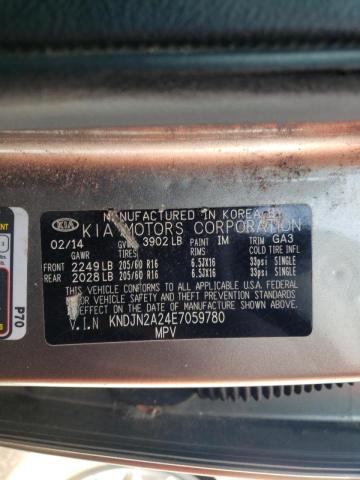 MANUFACTURED IN KOREA BY
KIA KIA MOTORS CORPORATION
02/14 3902 LB PAINT IM TRIM GA3
GAWR TIRES RIMS COLD TIRE INFL
FRONT 2249 LB 205/60 R16 6.5JX16 33psi SINGLE
REAR 2028 LB 205/60 R16 6.5JX16 33psi SINGLE
THIS VEHICLE CONFORMS TO ALL APPLICABLE U.S.A. FEDERAL
MOTOR VEHICLE SAFETY, BUMPER, AND THEFT PREVENTION
STANDARDS IN EFFECT ON THE DATE OF MANUFACTURE SHOWN ABOVE.
V.I.N KNDJN2A24E7059780
MPV
P70